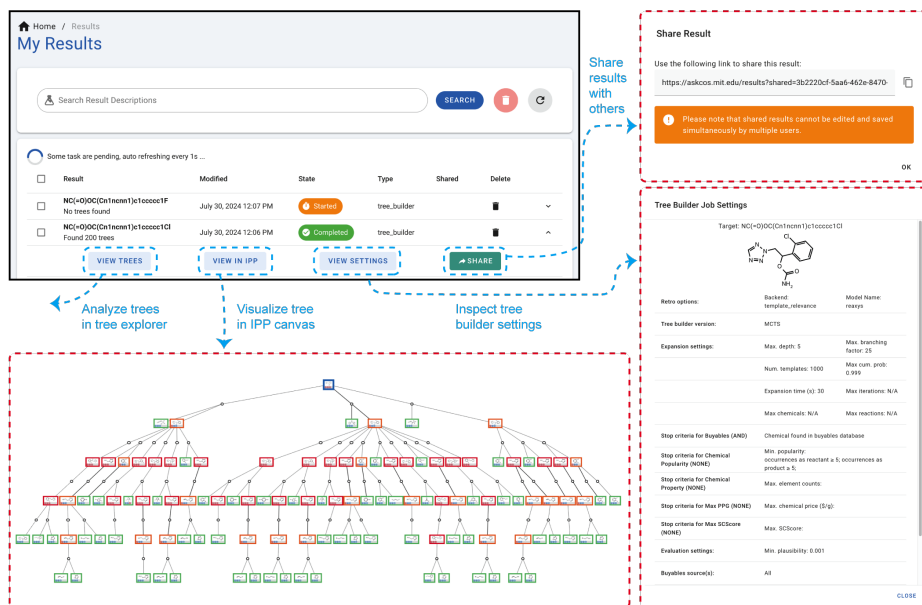 Home / Results
My Results
Search Result Descriptions
SEARCH
Some task are pending, auto refreshing every 1s ...
Result Modified State Type Shared Delete
NC(=O)OC(Cn1ncnn1)c1ccccc1F
No trees found
July 30, 2024 12:07 PM
Started
tree_builder
NC(=O)OC(Cn1ncnn1)c1ccccc1Cl
Found 200 trees
July 30, 2024 12:06 PM
Completed
tree_builder
VIEW TREES
VIEW IN IPP
VIEW SETTINGS
SHARE
Share
results
with
others
Analyze trees
in tree explorer
Visualize tree
in IPP canvas
Inspect tree
builder settings
Share Result
Use the following link to share this result:
https://askcos.mit.edu/results?shared=3b2220cf-5aa6-462e-8470-
Please note that shared results cannot be edited and saved
simultaneously by multiple users.
OK
Tree Builder Job Settings
Target: NC(=O)OC(Cn1ncnn1)c1ccccc1Cl
Cl
N
N
N
N
O
O
NH2
Retro options:
Backend:
template_relevance
Model Name:
reaxys
Tree builder version:
MCTS
Expansion settings:
Max. depth: 5
Max. branching
factor: 25
Num. templates: 1000
Max cum. prob:
0.999
Expansion time (s): 30
Max iterations: N/A
Max chemicals: N/A
Max reactions: N/A
Stop criteria for Buyables (AND)
Chemical found in buyables database
Stop criteria for Chemical
Popularity (NONE)
Min. popularity:
occurrences as reactant ≥ 5; occurrences as
product ≥ 5;
Stop criteria for Chemical
Property (NONE)
Max. element counts:
Stop criteria for Max PPG (NONE)
Max. chemical price ($/g):
Stop criteria for Max SCScore
(NONE)
Max. SCScore:
Evaluation settings:
Min. plausibility: 0.001
Buyables source(s):
All
CLOSE